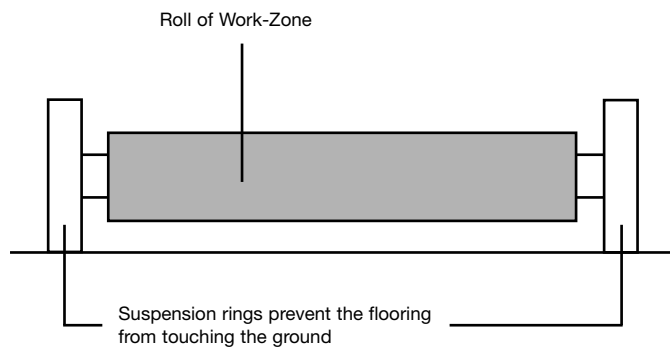 Roll of Work-Zone
Suspension rings prevent the flooring
from touching the ground